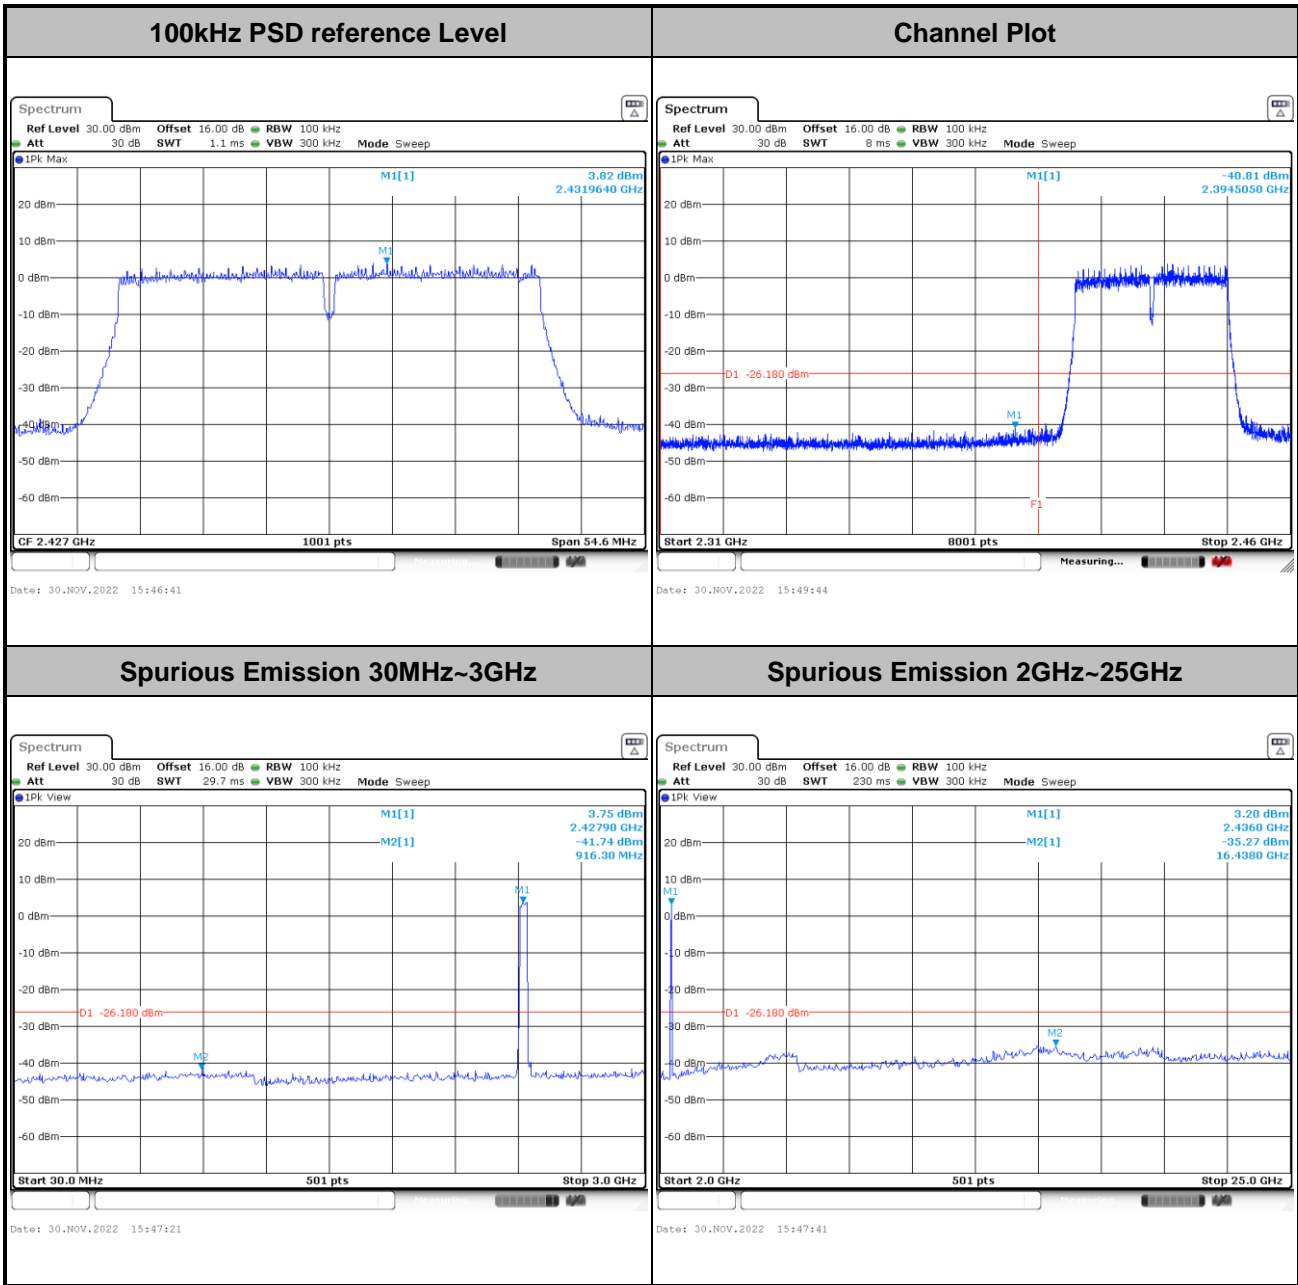 100kHz PSD reference Level
Channel Plot
Spectrum
Ref Level 30.00 dBm Offset 16.00 dB RBW 100 kHz
Att 30 dB SWT 1.1 ms VBW 300 kHz Mode Sweep
1Pk Max
M1[1] 3.82 dBm
2.4319640 GHz
20 dBm
10 dBm
M1
0 dBm
-10 dBm
-20 dBm
-30 dBm
-40 dBm
-50 dBm
-60 dBm
CF 2.427 GHz 1001 pts Span 54.6 MHz
Date: 30.NOV.2022 15:46:41
Spectrum
Ref Level 30.00 dBm Offset 16.00 dB RBW 100 kHz
Att 30 dB SWT 8 ms VBW 300 kHz Mode Sweep
1Pk Max
M1[1] -40.81 dBm
2.3945050 GHz
20 dBm
10 dBm
0 dBm
-10 dBm
-20 dBm
D1 -26.180 dBm
-30 dBm
M1
-40 dBm
-50 dBm
-60 dBm
F1
Start 2.31 GHz 8001 pts Stop 2.46 GHz
Measuring...
Date: 30.NOV.2022 15:49:44
Spurious Emission 30MHz~3GHz
Spurious Emission 2GHz~25GHz
Spectrum
Ref Level 30.00 dBm Offset 16.00 dB RBW 100 kHz
Att 30 dB SWT 29.7 ms VBW 300 kHz Mode Sweep
1Pk View
M1[1] 3.75 dBm
2.42790 GHz
M2[1] -41.74 dBm
916.30 MHz
20 dBm
10 dBm
M1
0 dBm
-10 dBm
-20 dBm
D1 -26.180 dBm
-30 dBm
M2
-40 dBm
-50 dBm
-60 dBm
Start 30.0 MHz 501 pts Stop 3.0 GHz
Date: 30.NOV.2022 15:47:21
Spectrum
Ref Level 30.00 dBm Offset 16.00 dB RBW 100 kHz
Att 30 dB SWT 230 ms VBW 300 kHz Mode Sweep
1Pk View
M1[1] 3.20 dBm
2.4360 GHz
M2[1] -35.27 dBm
16.4380 GHz
20 dBm
10 dBm
M1
0 dBm
-10 dBm
-20 dBm
D1 -26.180 dBm
-30 dBm
M2
-40 dBm
-50 dBm
-60 dBm
Start 2.0 GHz 501 pts Stop 25.0 GHz
Date: 30.NOV.2022 15:47:41